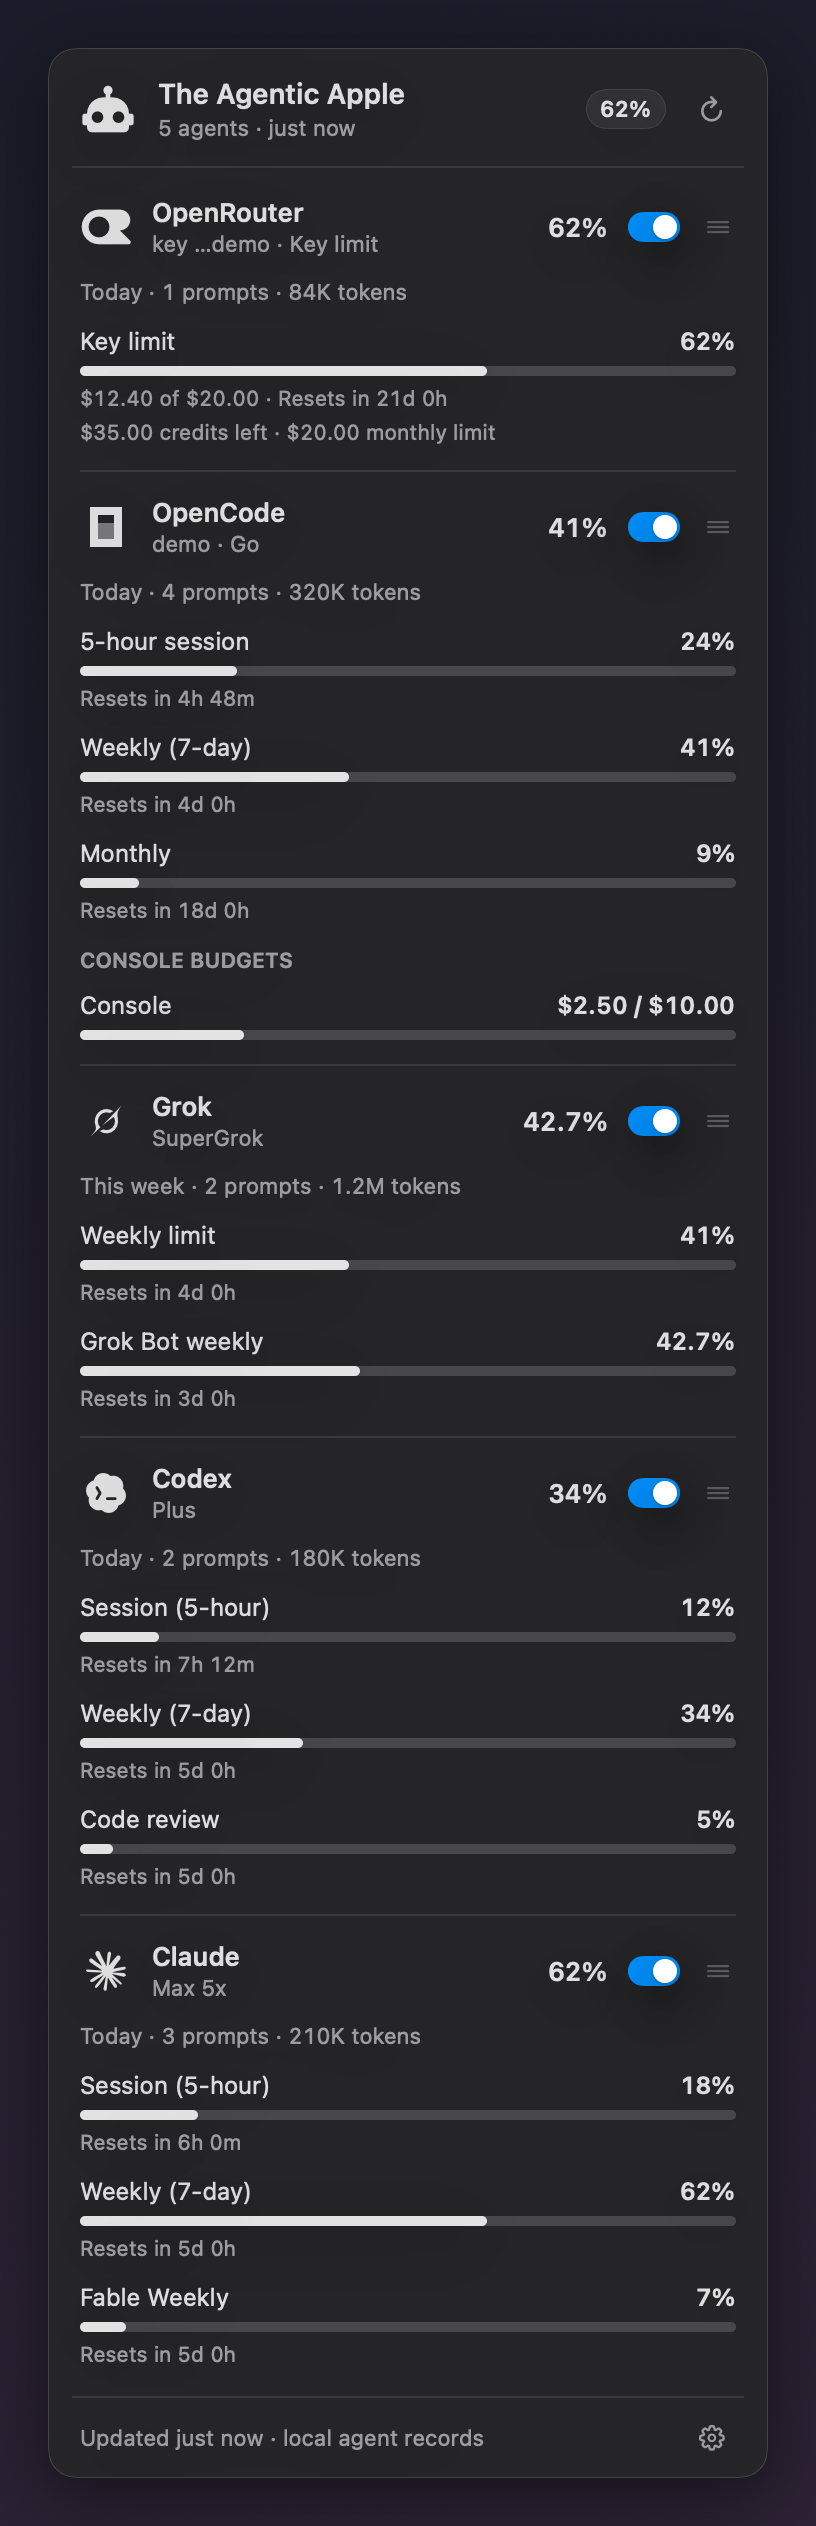 The Agentic Apple
5 agents · just now
62%
OpenRouter
key …demo · Key limit
62%
Today · 1 prompts · 84K tokens
Key limit
62%
$12.40 of $20.00 · Resets in 21d 0h
$35.00 credits left · $20.00 monthly limit
OpenCode
demo · Go
41%
Today · 4 prompts · 320K tokens
5-hour session
24%
Resets in 4h 48m
Weekly (7-day)
41%
Resets in 4d 0h
Monthly
9%
Resets in 18d 0h
CONSOLE BUDGETS
Console
$2.50 / $10.00
Grok
SuperGrok
42.7%
This week · 2 prompts · 1.2M tokens
Weekly limit
41%
Resets in 4d 0h
Grok Bot weekly
42.7%
Resets in 3d 0h
Codex
Plus
34%
Today · 2 prompts · 180K tokens
Session (5-hour)
12%
Resets in 7h 12m
Weekly (7-day)
34%
Resets in 5d 0h
Code review
5%
Resets in 5d 0h
Claude
Max 5x
62%
Today · 3 prompts · 210K tokens
Session (5-hour)
18%
Resets in 6h 0m
Weekly (7-day)
62%
Resets in 5d 0h
Fable Weekly
7%
Resets in 5d 0h
Updated just now · local agent records